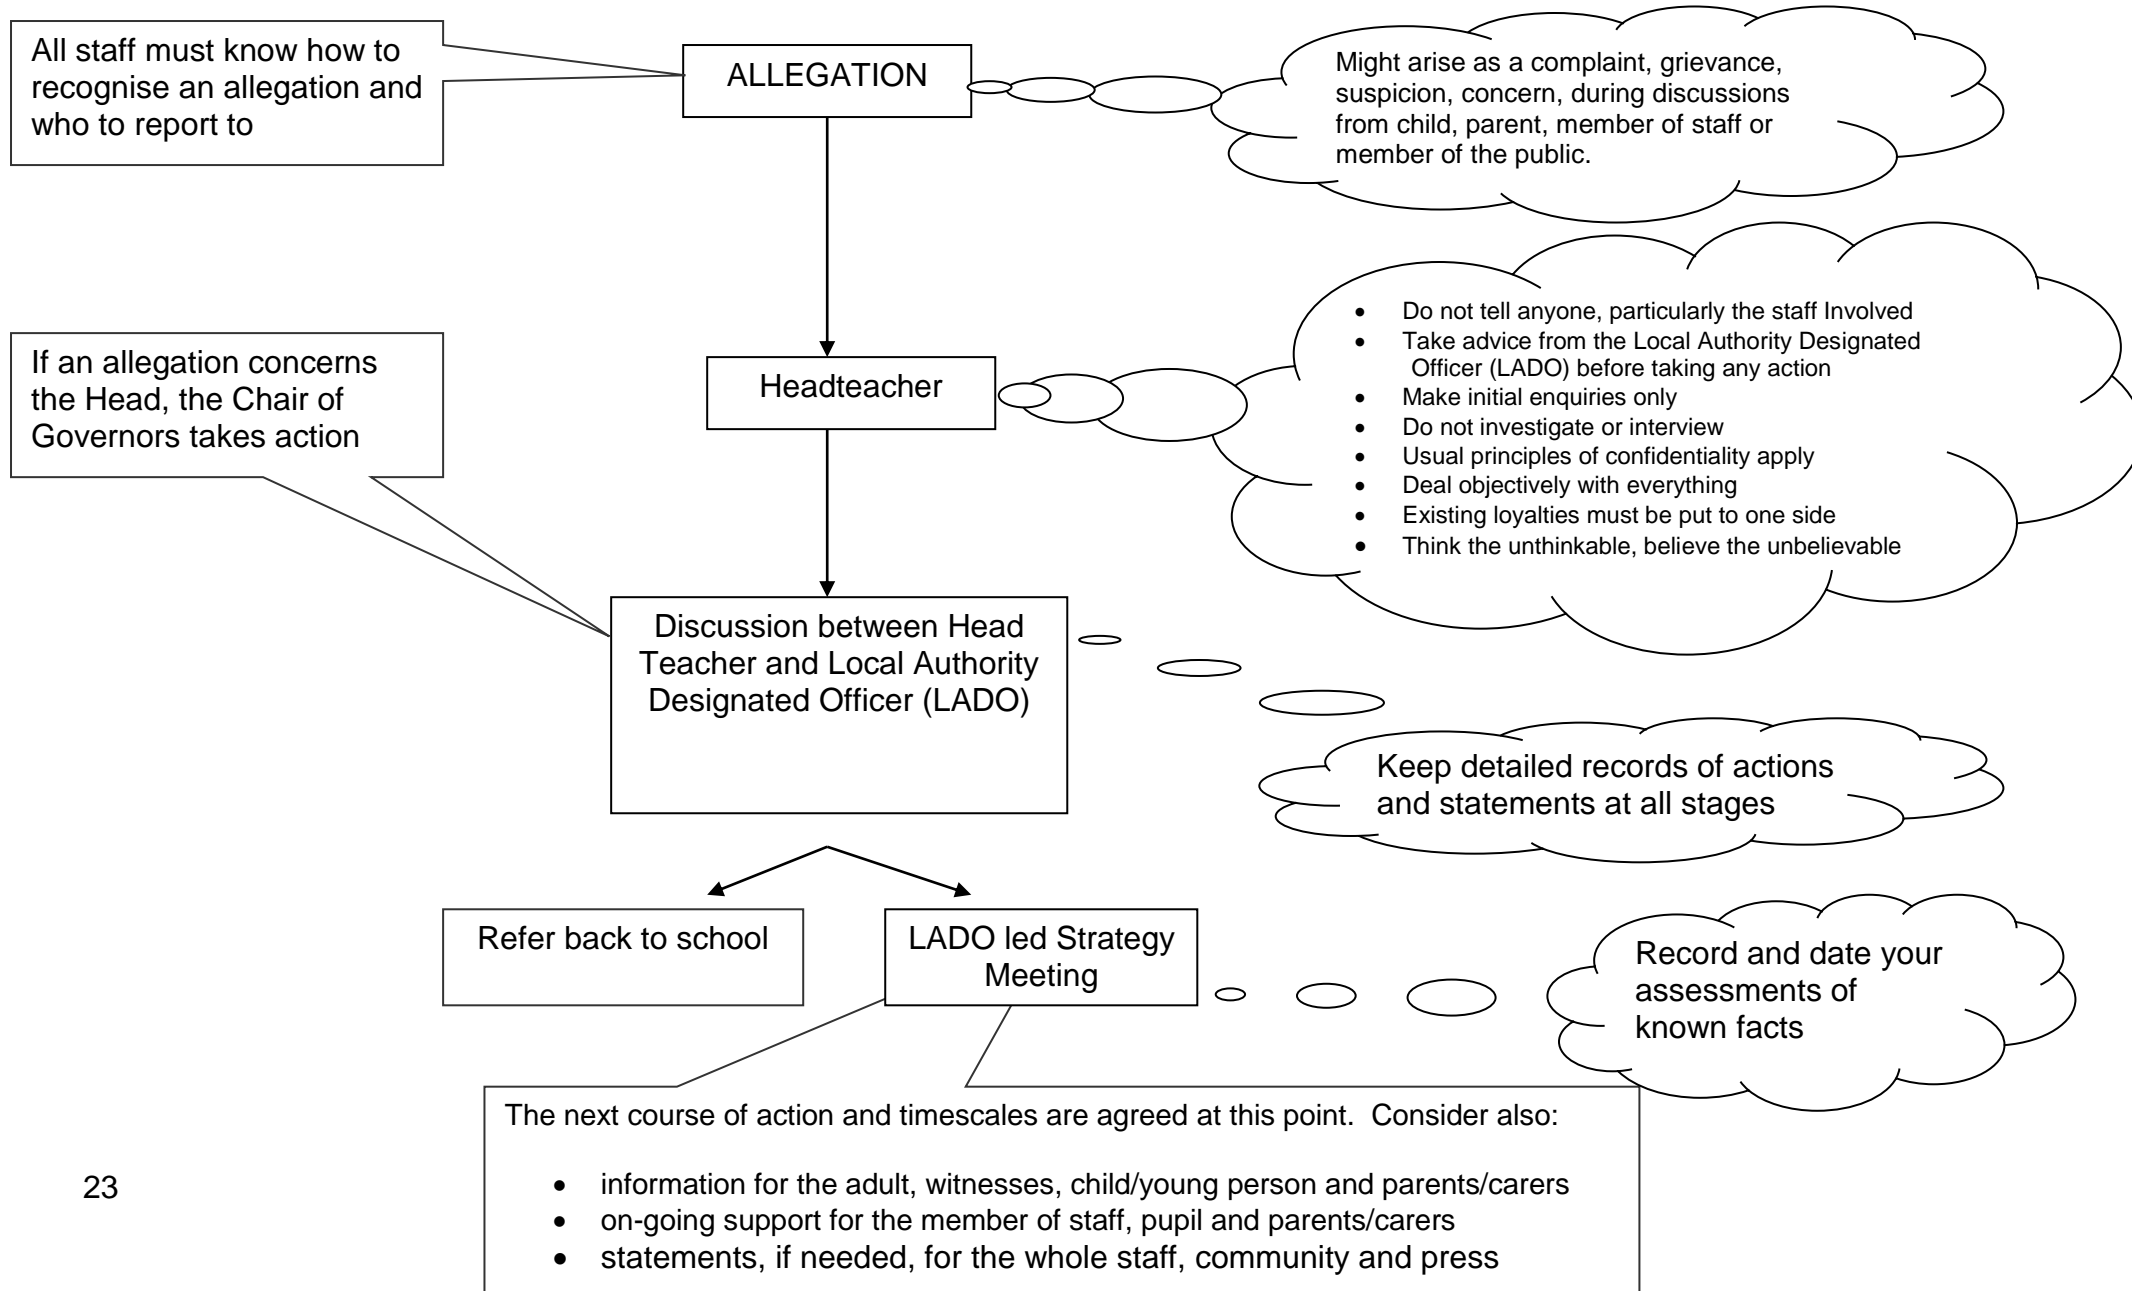 All staff must know how to
recognise an allegation and
who to report to
ALLEGATION
Might arise as a complaint, grievance,
suspicion, concern, during discussions
from child, parent, member of staff or
member of the public.
If an allegation concerns
the Head, the Chair of
Governors takes action
Headteacher
• Do not tell anyone, particularly the staff Involved
• Take advice from the Local Authority Designated
Officer (LADO) before taking any action
• Make initial enquiries only
• Do not investigate or interview
• Usual principles of confidentiality apply
• Deal objectively with everything
• Existing loyalties must be put to one side
• Think the unthinkable, believe the unbelievable
Discussion between Head
Teacher and Local Authority
Designated Officer (LADO)
Keep detailed records of actions
and statements at all stages
Refer back to school
LADO led Strategy
Meeting
Record and date your
assessments of
known facts
The next course of action and timescales are agreed at this point.  Consider also:
• information for the adult, witnesses, child/young person and parents/carers
• on-going support for the member of staff, pupil and parents/carers
• statements, if needed, for the whole staff, community and press
23